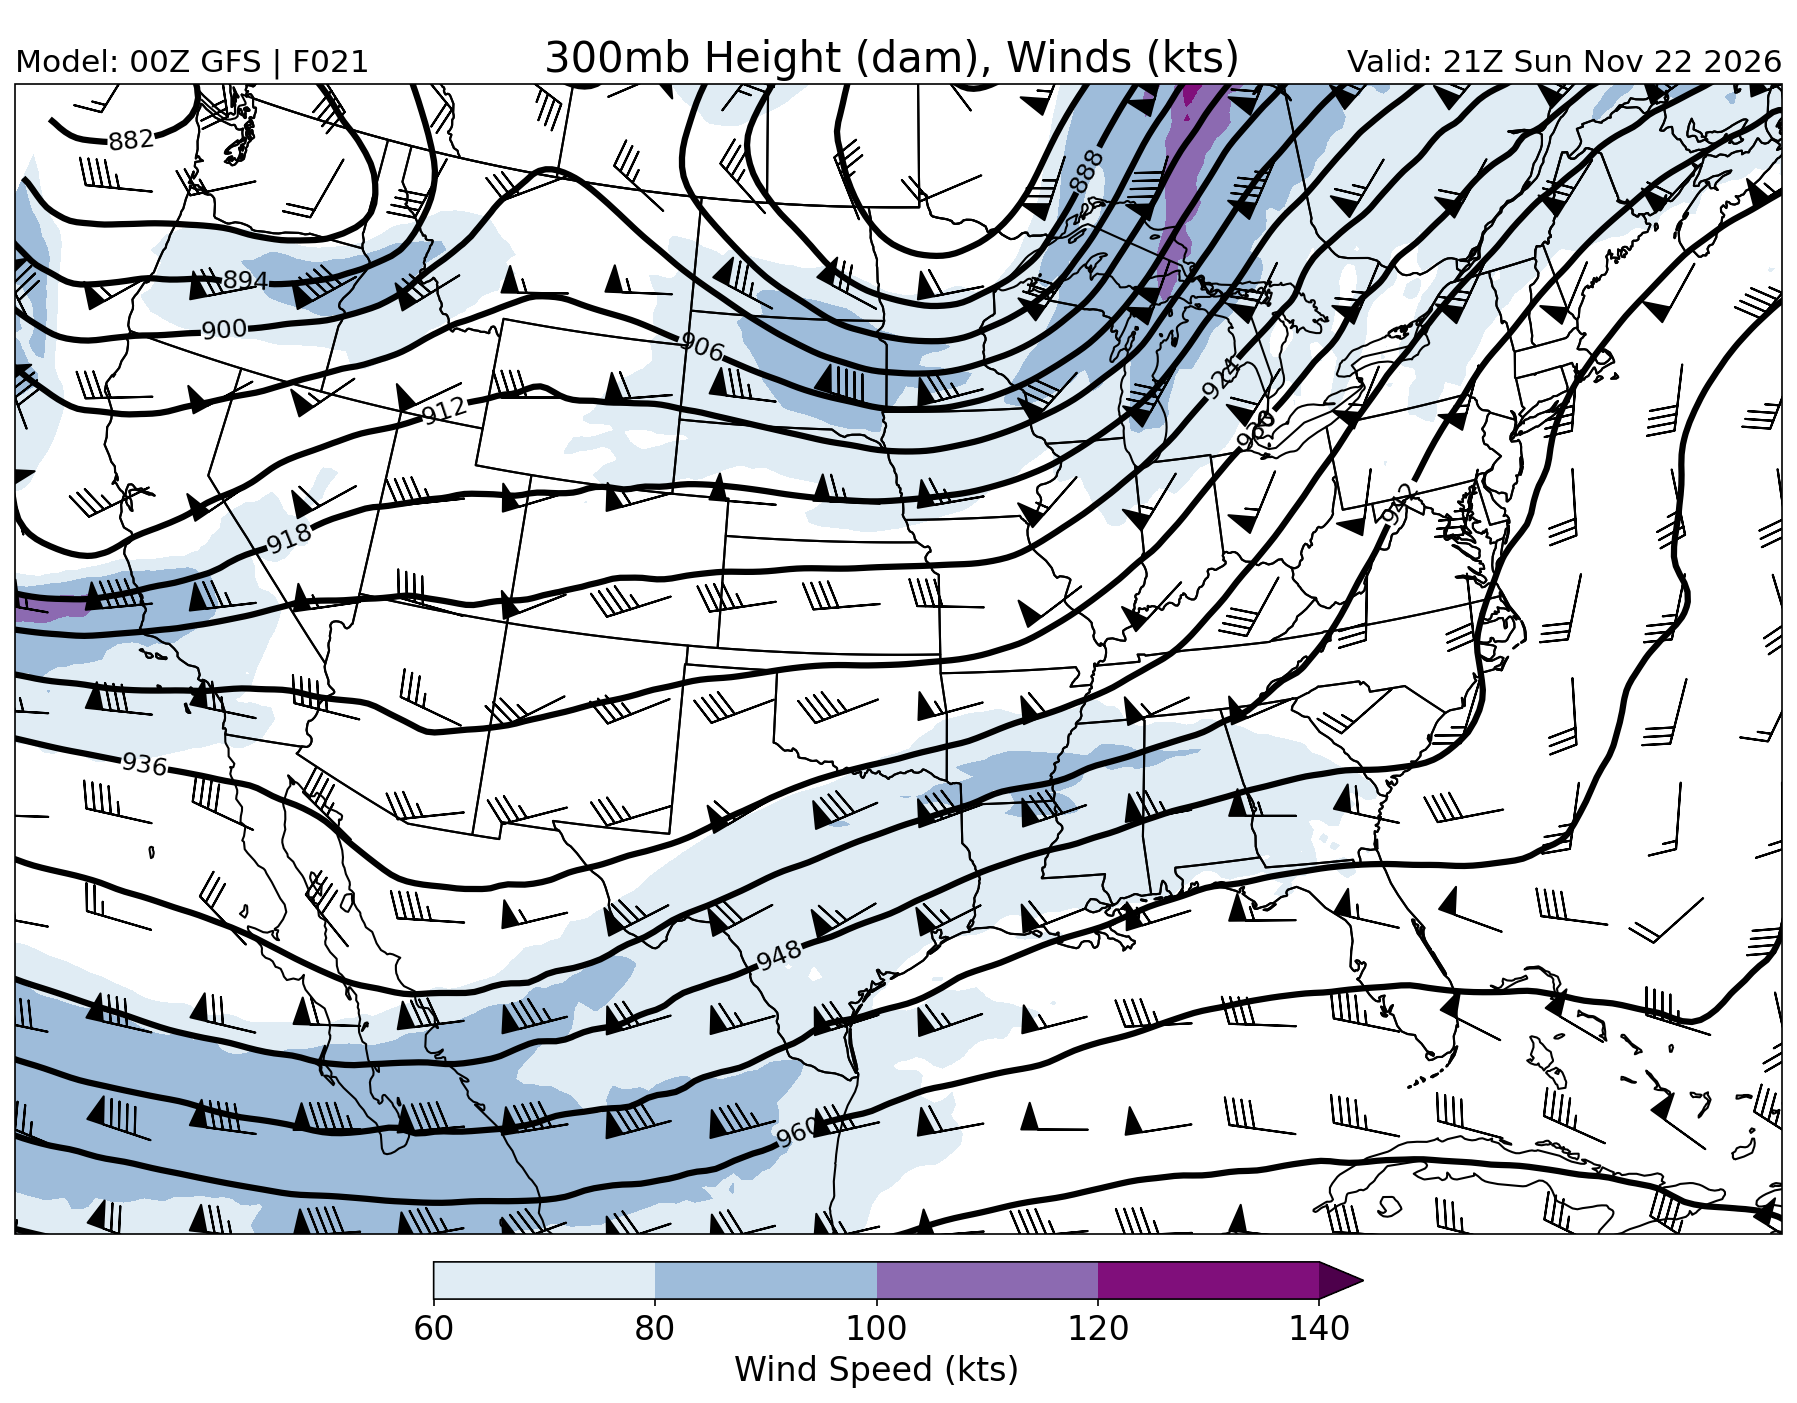 Model: 00Z GFS | F021
300mb Height (dam), Winds (kts)
Valid: 21Z Sun Nov 22 2026
882
888
894
900
906
924
912
930
942
918
936
948
960
60 80 100 120 140
Wind Speed (kts)